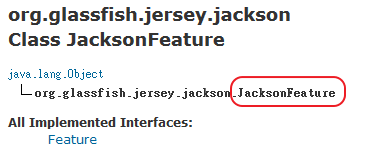 org.glassfish.jersey.jackson
Class JacksonFeature
java.lang.Object
org.glassfish.jersey.jackson.JacksonFeature
All Implemented Interfaces:
Feature